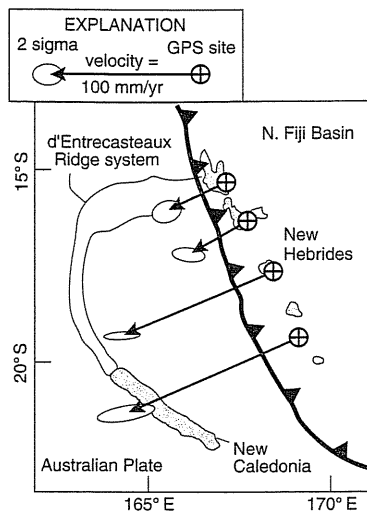 EXPLANATION
2 sigma
GPS site
velocity =
100 mm/yr
d'Entrecasteaux
Ridge system
N. Fiji Basin
15°S
New
Hebrides
20°S
New
Caledonia
Australian Plate
165° E
170° E